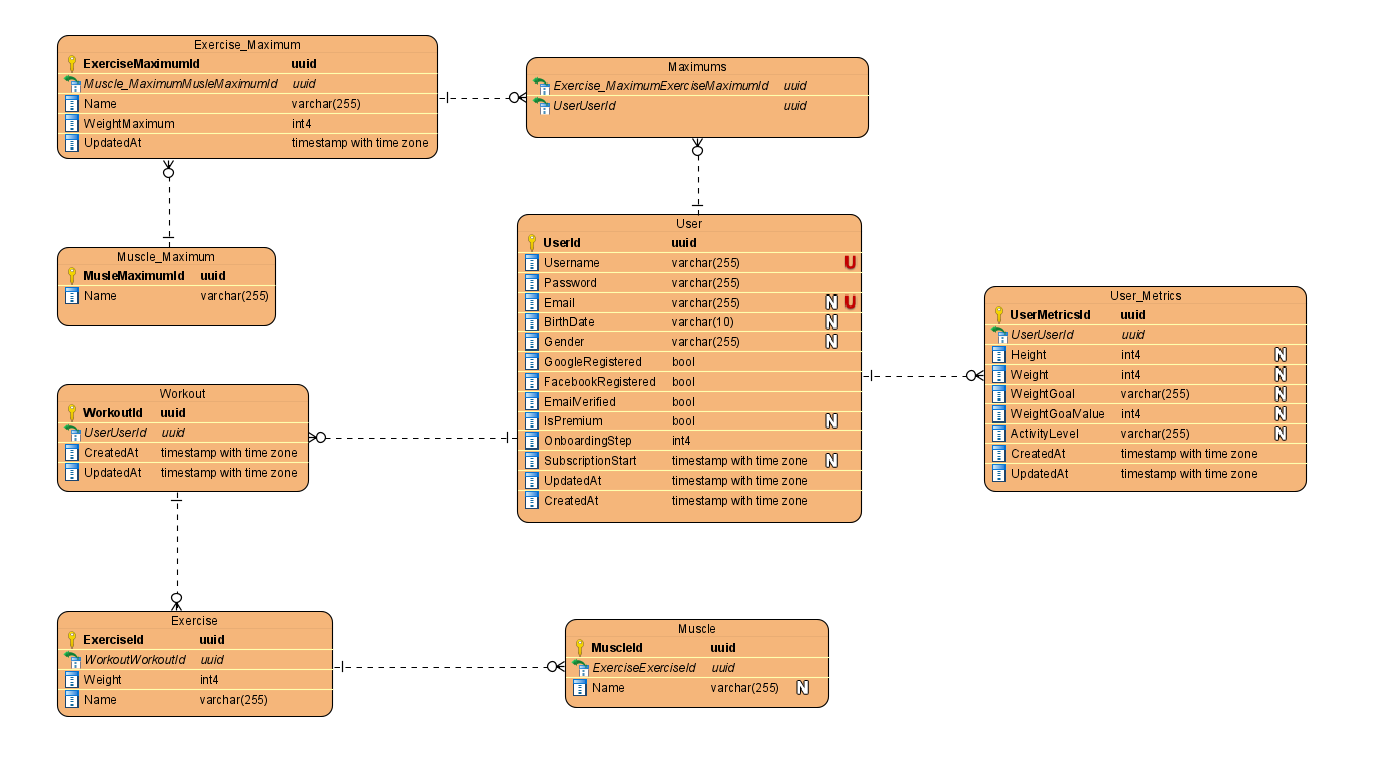 Exercise_Maximum
ExerciseMaximumId uuid
Muscle_MaximumMusleMaximumId uuid
Name varchar(255)
WeightMaximum int4
UpdatedAt timestamp with time zone
Maximums
Exercise_MaximumExerciseMaximumId uuid
UserUserId uuid
Muscle_Maximum
MusleMaximumId uuid
Name varchar(255)
User
UserId uuid
Username varchar(255) U
Password varchar(255)
Email varchar(255) N U
BirthDate varchar(10) N
Gender varchar(255) N
GoogleRegistered bool
FacebookRegistered bool
EmailVerified bool
IsPremium bool N
OnboardingStep int4
SubscriptionStart timestamp with time zone N
UpdatedAt timestamp with time zone
CreatedAt timestamp with time zone
User_Metrics
UserMetricsId uuid
UserUserId uuid
Height int4 N
Weight int4 N
WeightGoal varchar(255) N
WeightGoalValue int4 N
ActivityLevel varchar(255) N
CreatedAt timestamp with time zone
UpdatedAt timestamp with time zone
Workout
WorkoutId uuid
UserUserId uuid
CreatedAt timestamp with time zone
UpdatedAt timestamp with time zone
Exercise
ExerciseId uuid
WorkoutWorkoutId uuid
Weight int4
Name varchar(255)
Muscle
MuscleId uuid
ExerciseExerciseId uuid
Name varchar(255) N